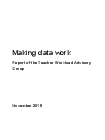 Making data work
Report of the Teacher Workload Advisory
Group
November 2018